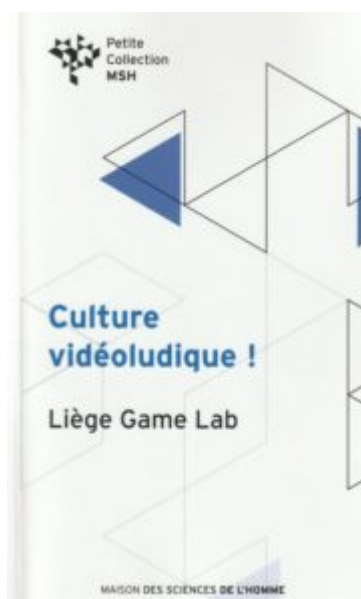 Petite
Collection
MSH
Culture
vidéoludique !
Liège Game Lab
MAISON DES SCIENCES DE L'HOMME